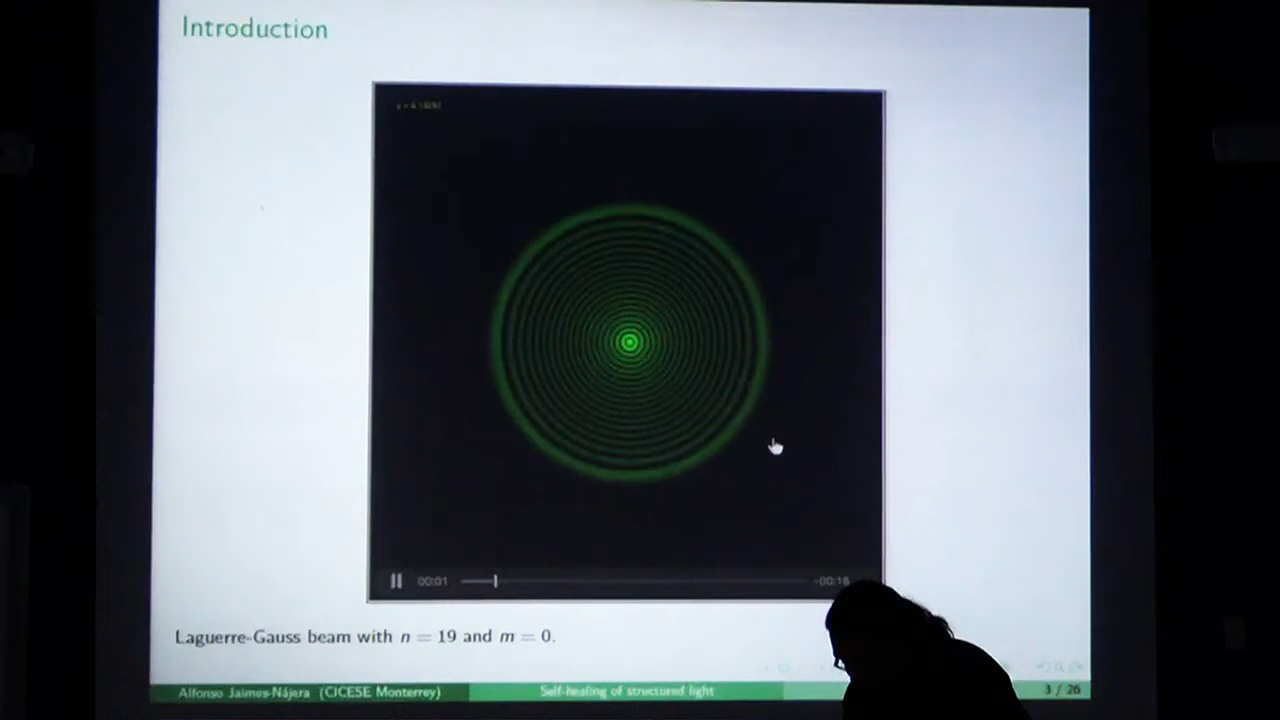 Introduction
00:01
-00:16
Laguerre-Gauss beam with n = 19 and m = 0.
Alfonso Jaimes-Nájera (CICESE Monterrey)
Self-healing of structured light
3 / 26